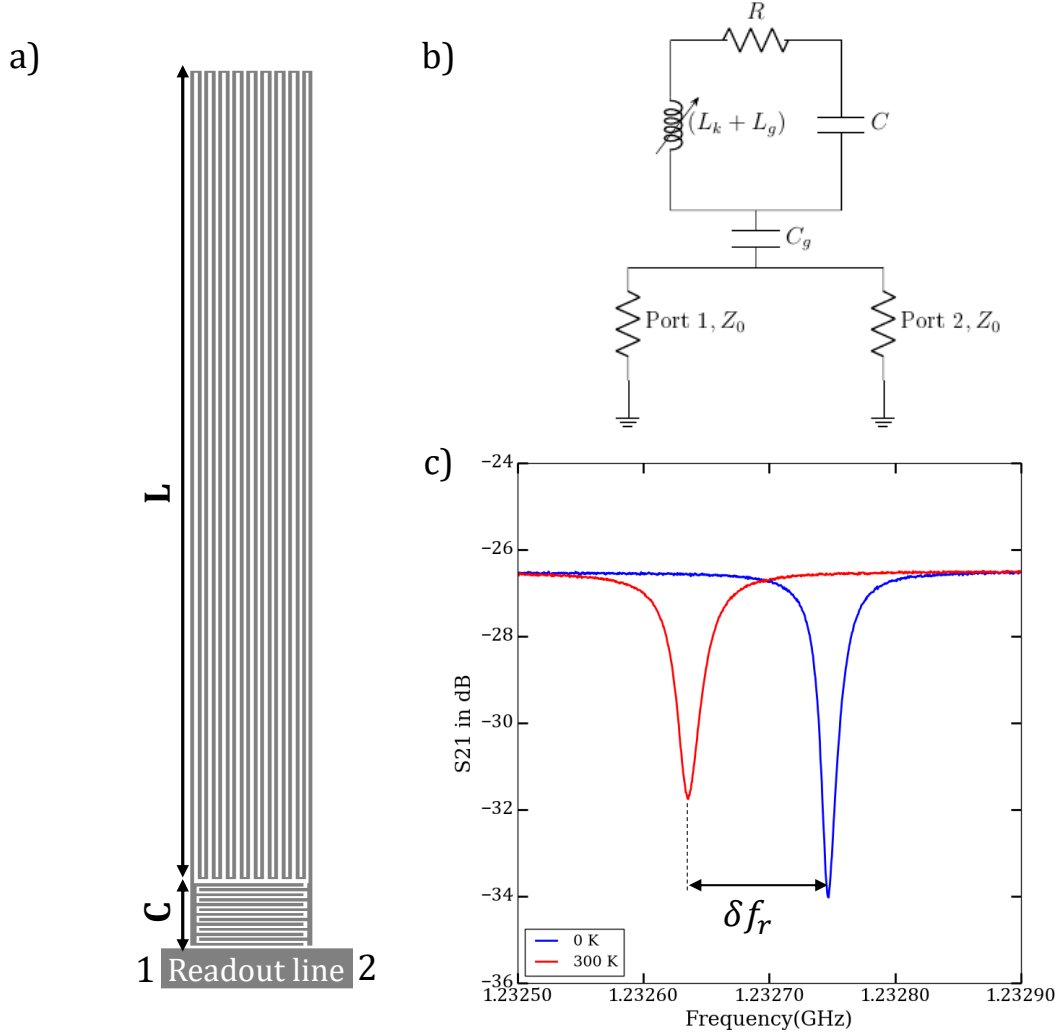 a)
L
C
1 Readout line 2
b)
R
(L_k + L_g)
C
C_g
Port 1, Z_0
Port 2, Z_0
c)
−24
−26
−28
−30
−32
−34
−36
S21 in dB
δf_r
0 K
300 K
1.23250 1.23260 1.23270 1.23280 1.23290
Frequency(GHz)